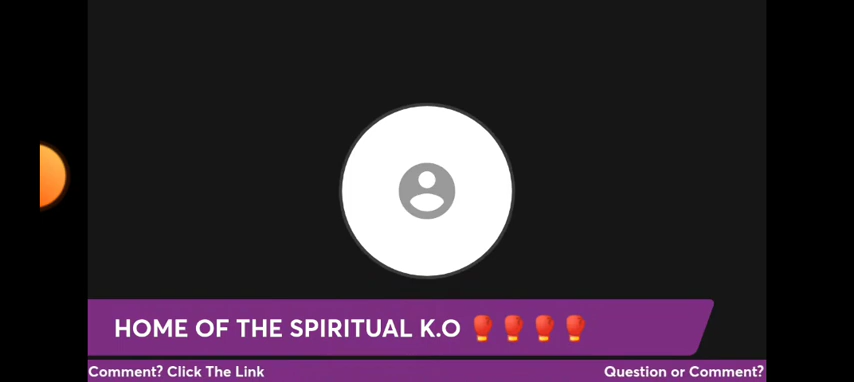 HOME OF THE SPIRITUAL K.O 🥊🥊🥊🥊
Comment? Click The Link
Question or Comment?